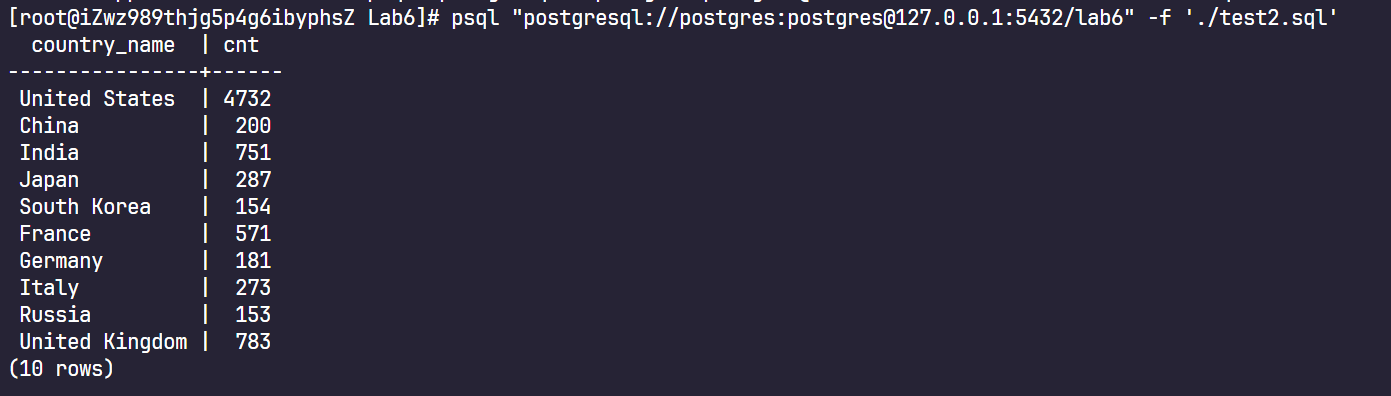 [root@iZwz989thjg5p4g6ibyphsZ Lab6]# psql "postgresql://postgres:postgres@127.0.0.1:5432/lab6" -f './test2.sql'
  country_name  | cnt
----------------+------
 United States  | 4732
 China          |  200
 India          |  751
 Japan          |  287
 South Korea    |  154
 France         |  571
 Germany        |  181
 Italy          |  273
 Russia         |  153
 United Kingdom |  783
(10 rows)